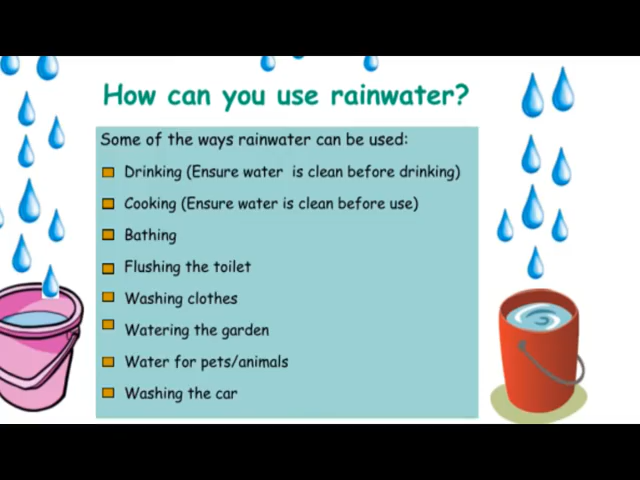 How can you use rainwater?
Some of the ways rainwater can be used:
Drinking (Ensure water is clean before drinking)
Cooking (Ensure water is clean before use)
Bathing
Flushing the toilet
Washing clothes
Watering the garden
Water for pets/animals
Washing the car